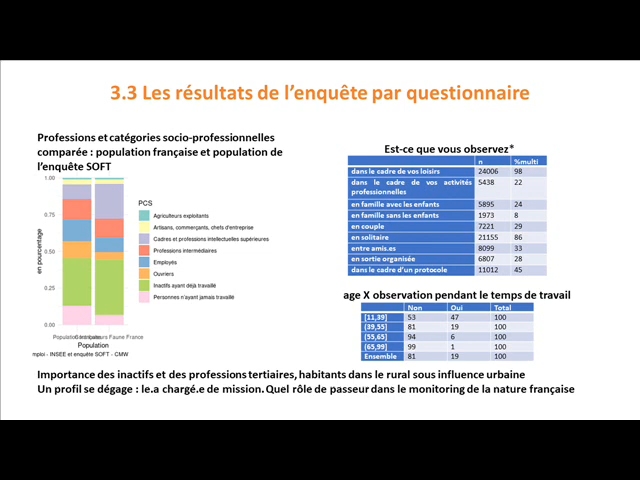 3.3 Les résultats de l'enquête par questionnaire
Professions et catégories socio-professionnelles
comparée : population française et population de
l'enquête SOFT
1.00
0.75
0.50
0.25
0.00
en pourcentage
PCS
Agriculteurs exploitants
Artisans, commerçants, chefs d'entreprise
Cadres et professions intellectuelles supérieures
Professions intermédiaires
Employés
Ouvriers
Inactifs ayant déjà travaillé
Personnes n'ayant jamais travaillé
Faune France
Population
mploi - INSEE et enquête SOFT - CMW
Est-ce que vous observez*
n %multi
dans le cadre de vos loisirs 24006 98
dans le cadre de vos activités
professionnelles 5438 22
en famille avec les enfants 5895 24
en famille sans les enfants 1973 8
en couple 7221 29
en solitaire 21155 86
entre amis.es 8099 33
en sortie organisée 6807 28
dans le cadre d'un protocole 11012 45
age X observation pendant le temps de travail
Non Oui Total
[11,39] 53 47 100
(39,55] 81 19 100
(55,65] 94 6 100
(65,99] 99 1 100
Ensemble 81 19 100
Importance des inactifs et des professions tertiaires, habitants dans le rural sous influence urbaine
Un profil se dégage : le.a chargé.e de mission. Quel rôle de passeur dans le monitoring de la nature française